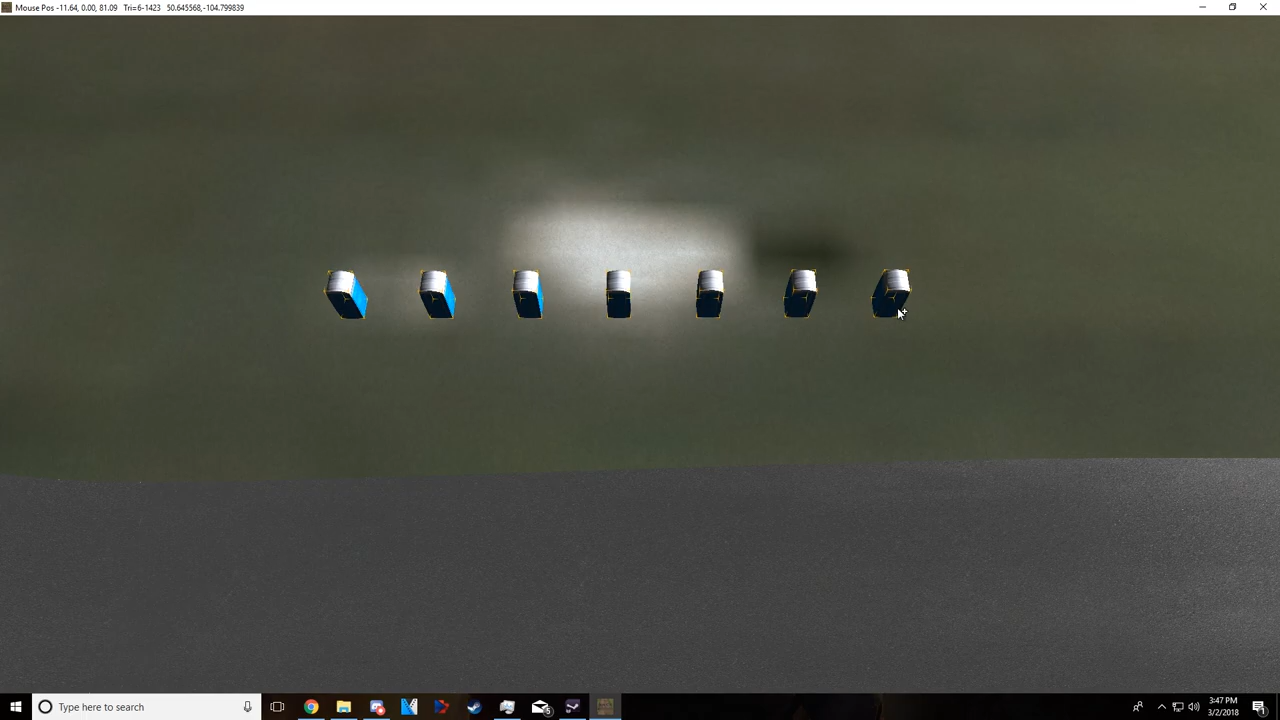 Mouse Pos -11.64, 0.00, 81.09 Tri=6-1423 50.645568,-104.799839
Type here to search
3:47 PM
3/2/2018